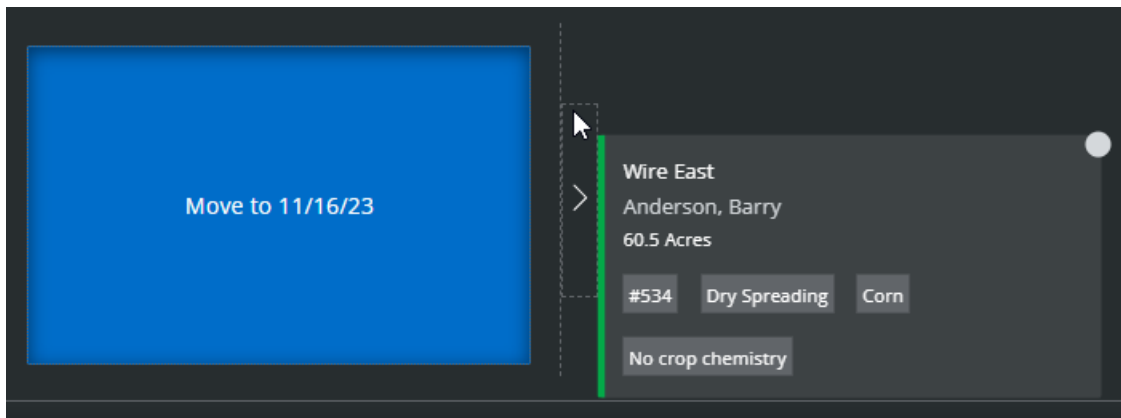 Move to 11/16/23
Wire East
Anderson, Barry
60.5 Acres
#534 Dry Spreading Corn
No crop chemistry